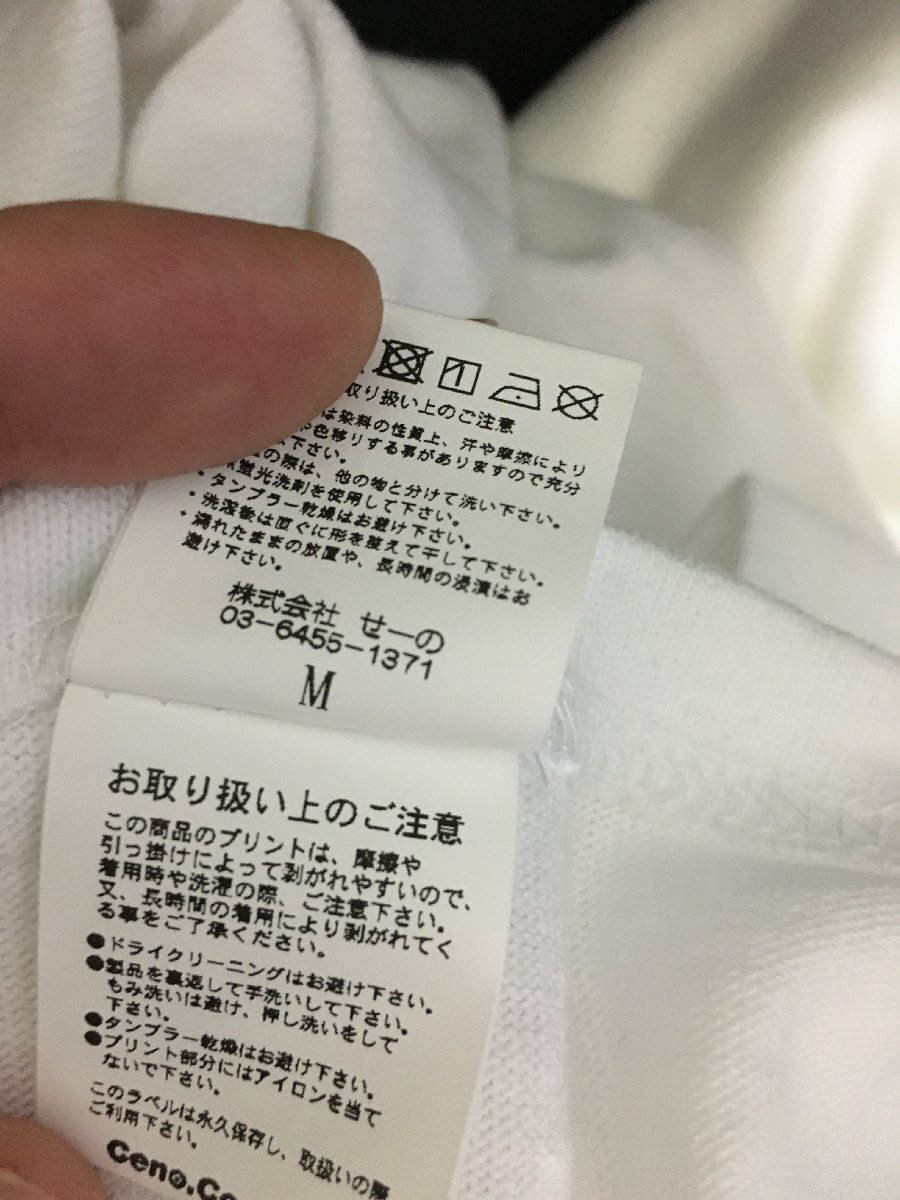 取り扱い上のご注意
は染料の性質上、汗や摩擦により
色移りする事がありますので充分
下さい。
の際は、他の物と分けて洗い下さい。
蛍光洗剤を使用して下さい。
・タンブラー乾燥はお避け下さい。
・洗濯後は直ぐに形を整えて干して下さい。
・濡れたままの放置や、長時間の浸漬はお
避け下さい。
株式会社 せーの
03-6455-1371
M
お取り扱い上のご注意
この商品のプリントは、摩擦や
引っ掛けによって剥がれやすいので、
着用時や洗濯の際、ご注意下さい。
又、長時間の着用により剥がれてく
る事をご了承ください。
●ドライクリーニングはお避け下さい。
●製品を裏返して手洗いして下さい。
もみ洗いは避け、押し洗いをして
下さい。
●タンブラー乾燥はお避け下さい。
●プリント部分にはアイロンを当て
ないで下さい。
このラベルは永久保存し、取扱いの際
ご利用下さい。
Ceno.Co